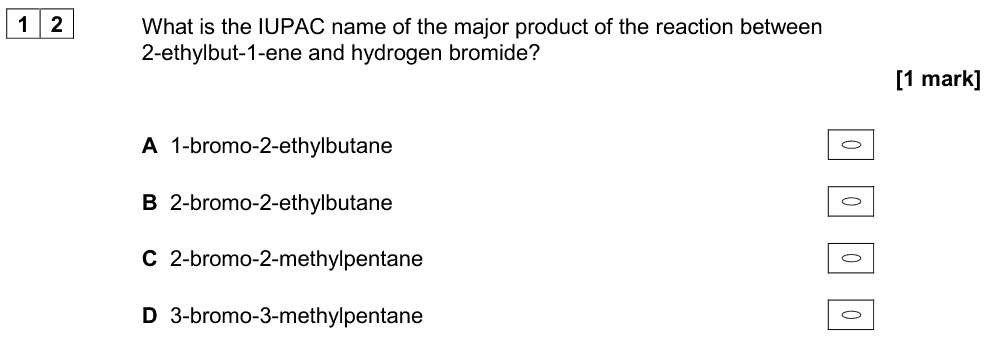 1 2 What is the IUPAC name of the major product of the reaction between
2-ethylbut-1-ene and hydrogen bromide?
[1 mark]
A 1-bromo-2-ethylbutane
B 2-bromo-2-ethylbutane
C 2-bromo-2-methylpentane
D 3-bromo-3-methylpentane